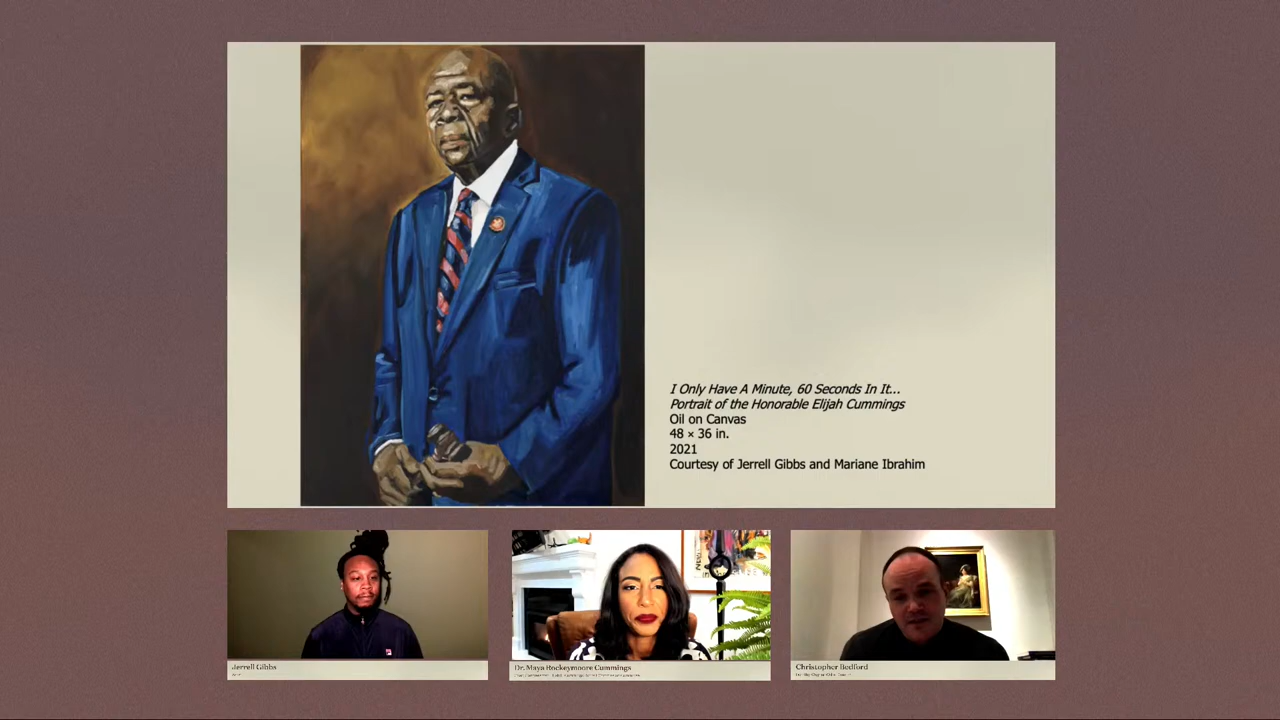 I Only Have A Minute, 60 Seconds In It...
Portrait of the Honorable Elijah Cummings
Oil on Canvas
48 × 36 in.
2021
Courtesy of Jerrell Gibbs and Mariane Ibrahim
Jerrell Gibbs
Dr. Maya Rockeymoore Cummings
Christopher Bedford